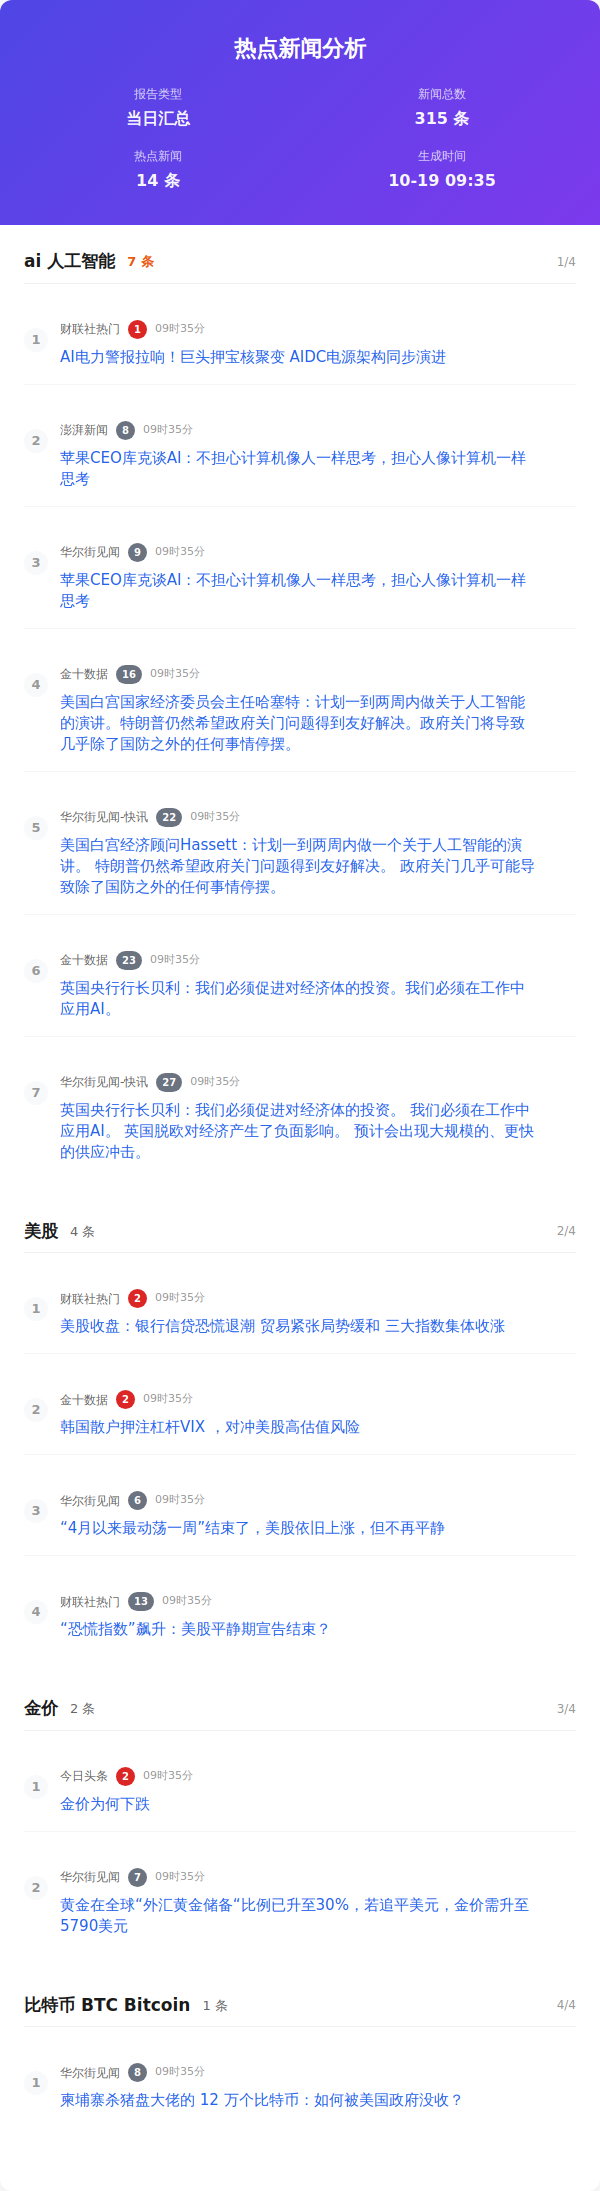 热点新闻分析
报告类型
当日汇总
新闻总数
315 条
热点新闻
14 条
生成时间
10-19 09:35
ai 人工智能 7 条 1/4
1
财联社热门 1 09时35分
AI电力警报拉响！巨头押宝核聚变 AIDC电源架构同步演进
2
澎湃新闻 8 09时35分
苹果CEO库克谈AI：不担心计算机像人一样思考，担心人像计算机一样
思考
3
华尔街见闻 9 09时35分
苹果CEO库克谈AI：不担心计算机像人一样思考，担心人像计算机一样
思考
4
金十数据 16 09时35分
美国白宫国家经济委员会主任哈塞特：计划一到两周内做关于人工智能
的演讲。特朗普仍然希望政府关门问题得到友好解决。政府关门将导致
几乎除了国防之外的任何事情停摆。
5
华尔街见闻-快讯 22 09时35分
美国白宫经济顾问Hassett：计划一到两周内做一个关于人工智能的演
讲。 特朗普仍然希望政府关门问题得到友好解决。 政府关门几乎可能导
致除了国防之外的任何事情停摆。
6
金十数据 23 09时35分
英国央行行长贝利：我们必须促进对经济体的投资。我们必须在工作中
应用AI。
7
华尔街见闻-快讯 27 09时35分
英国央行行长贝利：我们必须促进对经济体的投资。 我们必须在工作中
应用AI。 英国脱欧对经济产生了负面影响。 预计会出现大规模的、更快
的供应冲击。
美股 4 条 2/4
1
财联社热门 2 09时35分
美股收盘：银行信贷恐慌退潮 贸易紧张局势缓和 三大指数集体收涨
2
金十数据 2 09时35分
韩国散户押注杠杆VIX ，对冲美股高估值风险
3
华尔街见闻 6 09时35分
“4月以来最动荡一周”结束了，美股依旧上涨，但不再平静
4
财联社热门 13 09时35分
“恐慌指数”飙升：美股平静期宣告结束？
金价 2 条 3/4
1
今日头条 2 09时35分
金价为何下跌
2
华尔街见闻 7 09时35分
黄金在全球“外汇黄金储备“比例已升至30%，若追平美元，金价需升至
5790美元
比特币 BTC Bitcoin 1 条 4/4
1
华尔街见闻 8 09时35分
柬埔寨杀猪盘大佬的 12 万个比特币：如何被美国政府没收？